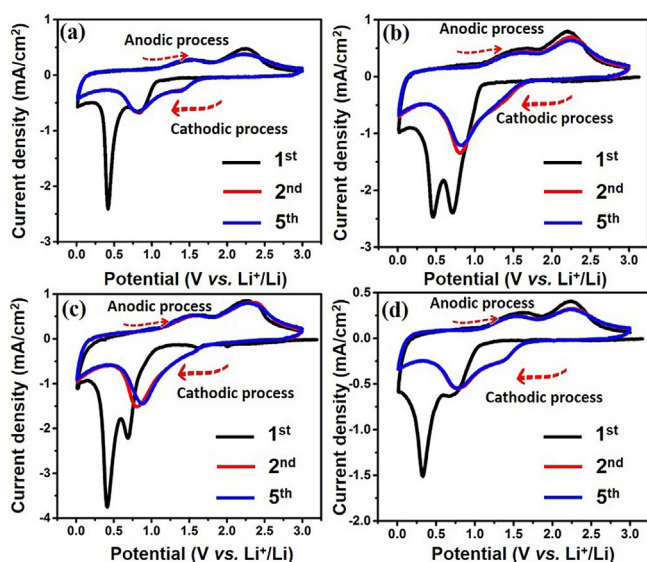 (a)
Anodic process
Cathodic process
1st
2nd
5th
Current density (mA/cm2)
1
0
-1
-2
-3
0.0 0.5 1.0 1.5 2.0 2.5 3.0
Potential (V vs. Li+/Li)
(b)
Anodic process
Cathodic process
1st
2nd
5th
Current density (mA/cm2)
1
0
-1
-2
-3
0.0 0.5 1.0 1.5 2.0 2.5 3.0
Potential (V vs. Li+/Li)
(c)
Anodic process
Cathodic process
1st
2nd
5th
Current density (mA/cm2)
1
0
-1
-2
-3
-4
0.0 0.5 1.0 1.5 2.0 2.5 3.0
Potential (V vs. Li+/Li)
(d)
Anodic process
Cathodic process
1st
2nd
5th
Current density (mA/cm2)
0.5
0.0
-0.5
-1.0
-1.5
-2.0
0.0 0.5 1.0 1.5 2.0 2.5 3.0
Potential (V vs. Li+/Li)